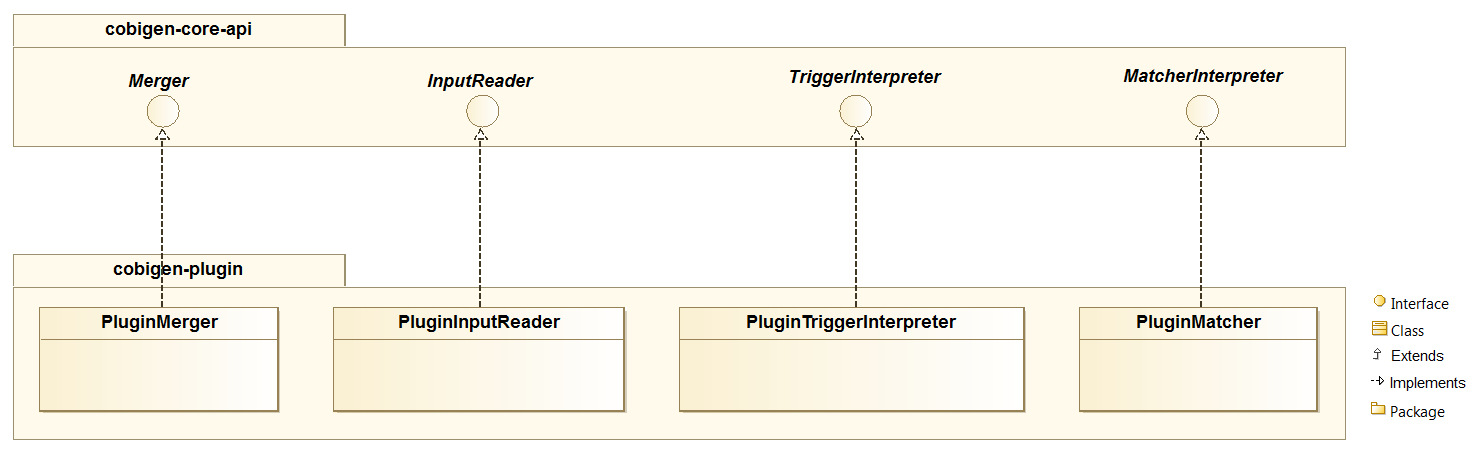 cobigen-core-api
Merger
InputReader
TriggerInterpreter
MatcherInterpreter
cobigen-plugin
PluginMerger
PluginInputReader
PluginTriggerInterpreter
PluginMatcher
Interface
Class
Extends
Implements
Package